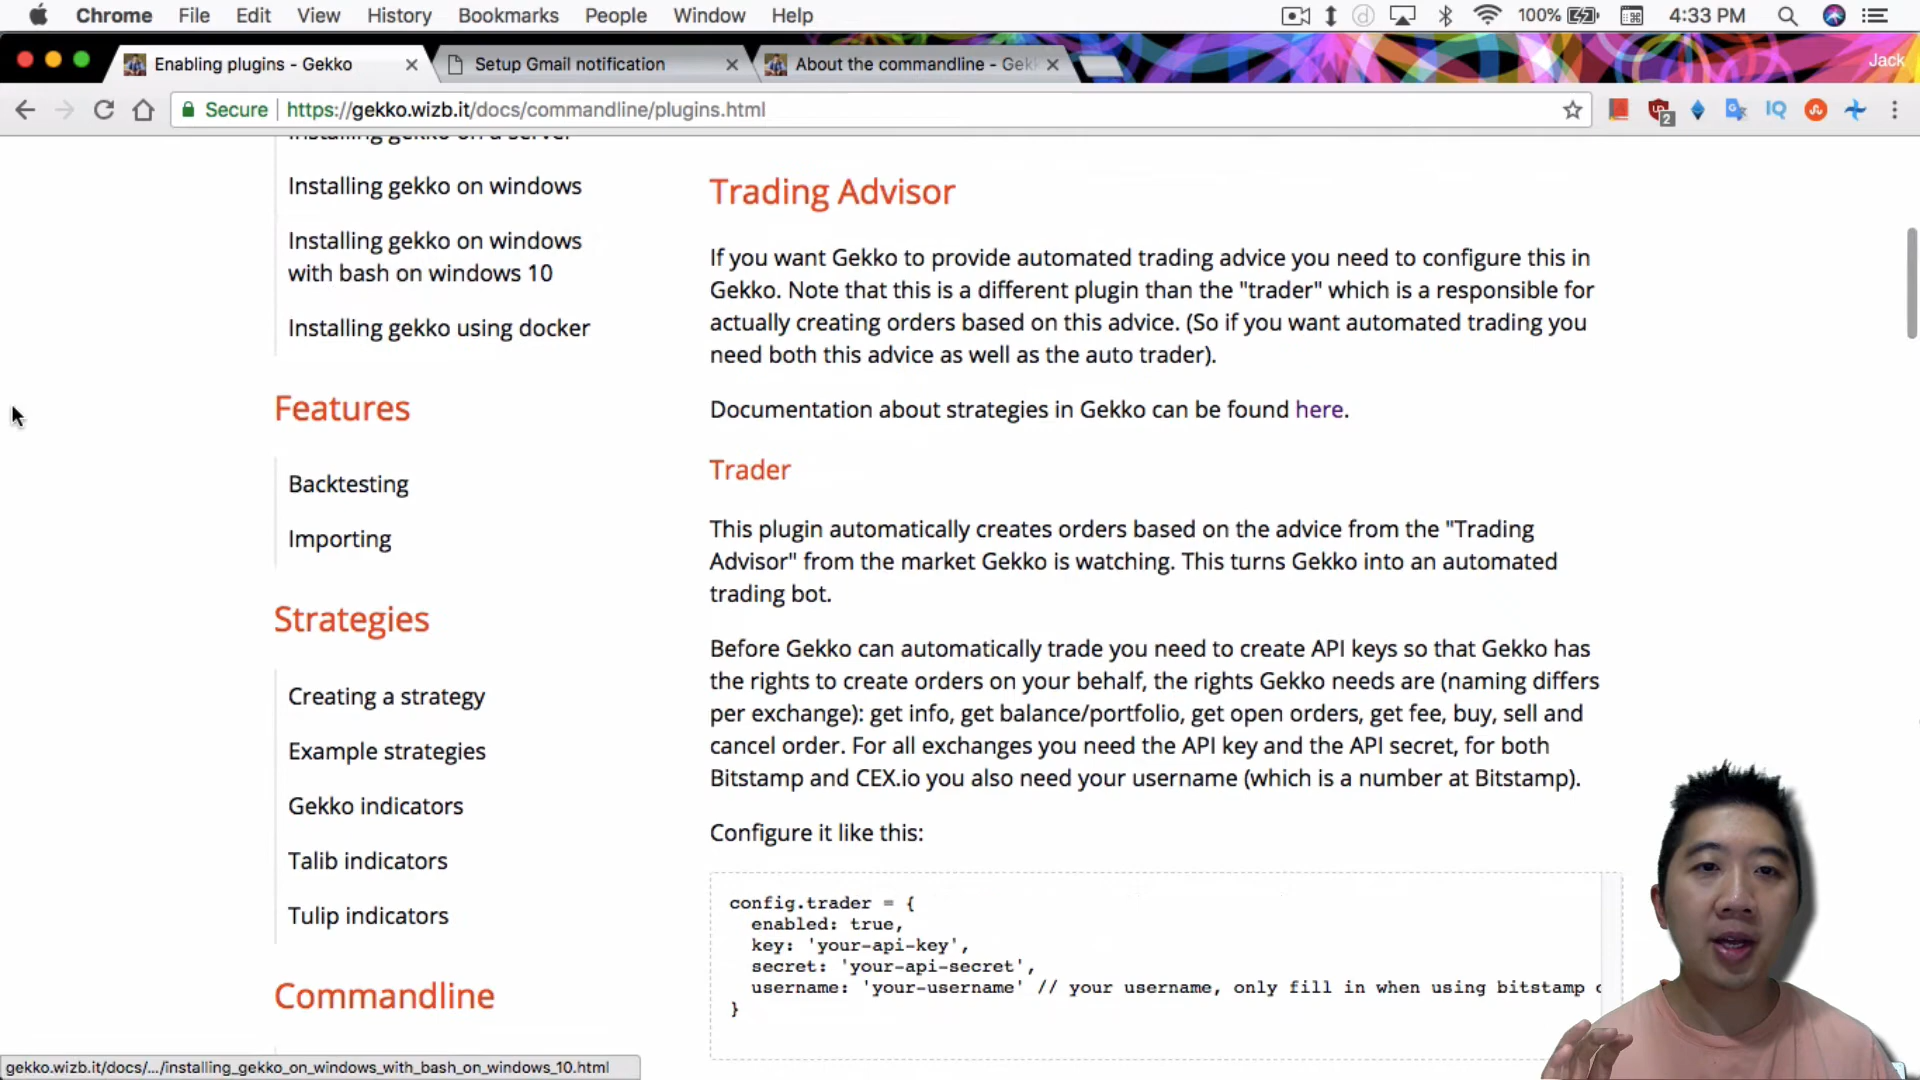 Chrome File Edit View History Bookmarks People Window Help 100% 4:33 PM
Enabling plugins - Gekko
Setup Gmail notification
About the commandline - Gekk
Jack
Secure https://gekko.wizb.it/docs/commandline/plugins.html
2
IQ
Installing gekko on a server
Installing gekko on windows
Installing gekko on windows
with bash on windows 10
Installing gekko using docker
Features
Backtesting
Importing
Strategies
Creating a strategy
Example strategies
Gekko indicators
Talib indicators
Tulip indicators
Commandline
Trading Advisor
If you want Gekko to provide automated trading advice you need to configure this in
Gekko. Note that this is a different plugin than the "trader" which is a responsible for
actually creating orders based on this advice. (So if you want automated trading you
need both this advice as well as the auto trader).
Documentation about strategies in Gekko can be found here.
Trader
This plugin automatically creates orders based on the advice from the "Trading
Advisor" from the market Gekko is watching. This turns Gekko into an automated
trading bot.
Before Gekko can automatically trade you need to create API keys so that Gekko has
the rights to create orders on your behalf, the rights Gekko needs are (naming differs
per exchange): get info, get balance/portfolio, get open orders, get fee, buy, sell and
cancel order. For all exchanges you need the API key and the API secret, for both
Bitstamp and CEX.io you also need your username (which is a number at Bitstamp).
Configure it like this:
config.trader = {
enabled: true,
key: 'your-api-key',
secret: 'your-api-secret',
username: 'your-username' // your username, only fill in when using bitstamp
}
gekko.wizb.it/docs/.../installing_gekko_on_windows_with_bash_on_windows_10.html